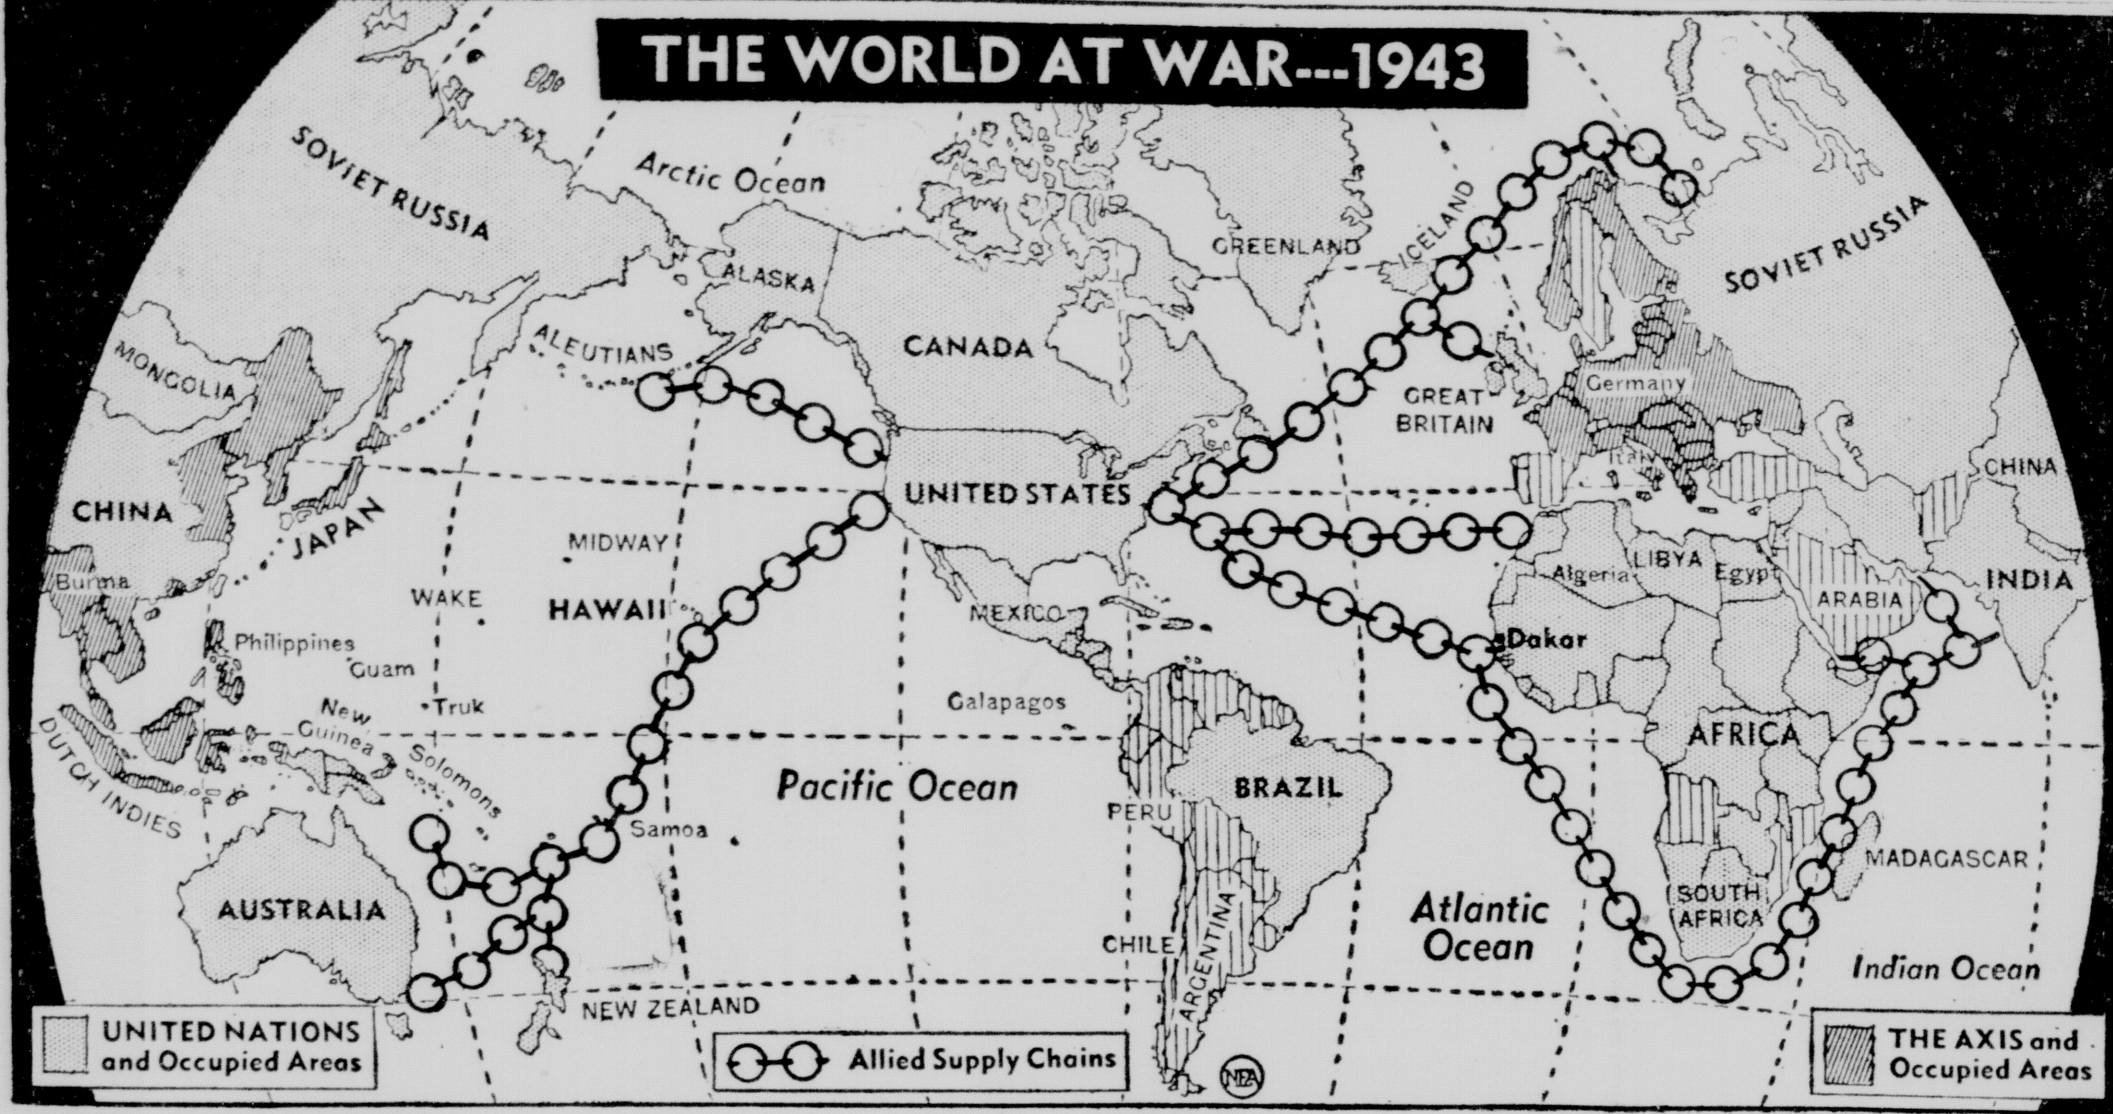 THE WORLD AT WAR---1943
SOVIET RUSSIA
Arctic Ocean
GREENLAND
ICELAND
SOVIET RUSSIA
ALASKA
ALEUTIANS
CANADA
MONGOLIA
GREAT
BRITAIN
Germany
Italy
CHINA
UNITED STATES
CHINA
JAPAN
MIDWAY
Burma
WAKE
HAWAII
MEXICO
Algeria
LIBYA
Egypt
ARABIA
INDIA
Philippines
Guam
Dakar
Truk
Galapagos
New
Guinea
Solomons
AFRICA
DUTCH INDIES
Pacific Ocean
BRAZIL
PERU
Samoa
MADAGASCAR
AUSTRALIA
SOUTH
AFRICA
Atlantic
Ocean
CHILE
ARGENTINA
Indian Ocean
NEW ZEALAND
UNITED NATIONS
and Occupied Areas
Allied Supply Chains
NEA
THE AXIS and
Occupied Areas